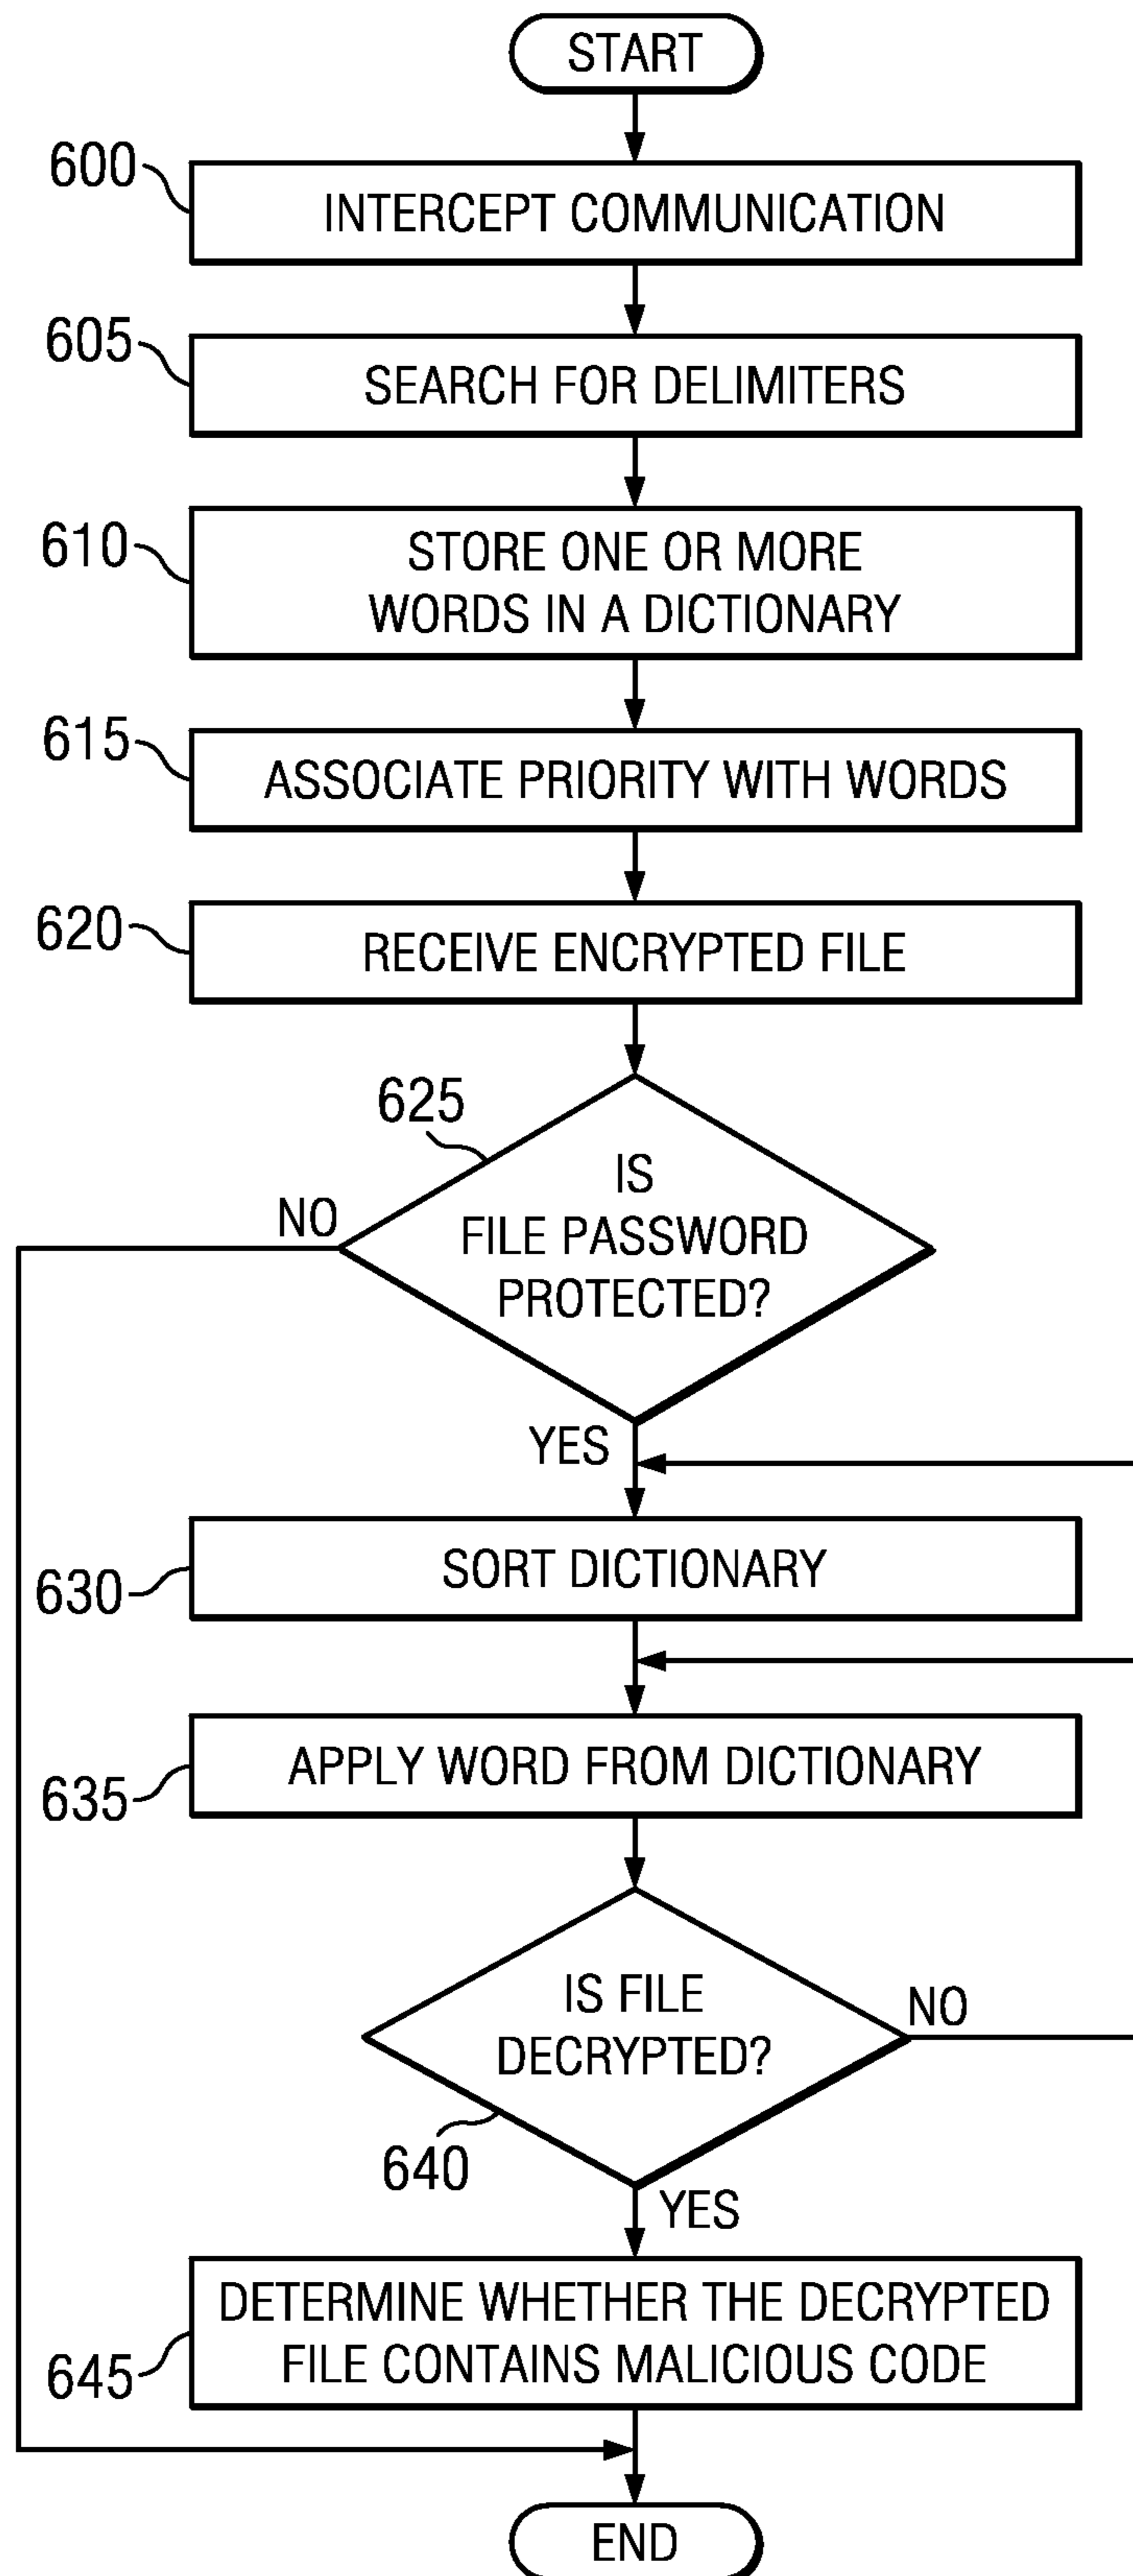 START
600
INTERCEPT COMMUNICATION
605
SEARCH FOR DELIMITERS
610
STORE ONE OR MORE
WORDS IN A DICTIONARY
615
ASSOCIATE PRIORITY WITH WORDS
620
RECEIVE ENCRYPTED FILE
625
IS
FILE PASSWORD
PROTECTED?
NO
YES
630
SORT DICTIONARY
635
APPLY WORD FROM DICTIONARY
IS FILE
DECRYPTED?
NO
640
YES
645
DETERMINE WHETHER THE DECRYPTED
FILE CONTAINS MALICIOUS CODE
END